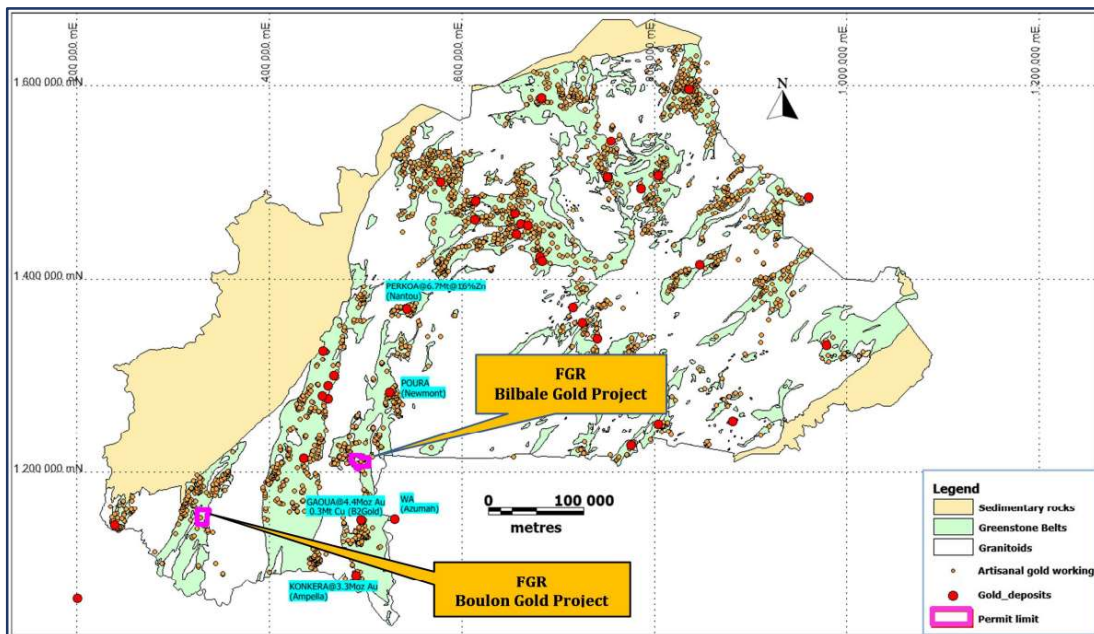 200 000 mE
400 000 mE
600 000 mE
800 000 mE
1 000 000 mE
1 200 000 mE
1 600 000 mN
1 400 000 mN
1 200 000 mN
N
PERKOA@6.7Mt@16%Zn
(Nantou)
POURA
(Newmont)
FGR
Bilbale Gold Project
GAOUA@4.4Moz Au
0.3Mt Cu (B2Gold)
WA
(Azumah)
KONKERA@3.3Moz Au
(Ampella)
FGR
Boulon Gold Project
0 100 000
metres
Legend
Sedimentary rocks
Greenstone Belts
Granitoids
Artisanal gold working
Gold_deposits
Permit limit